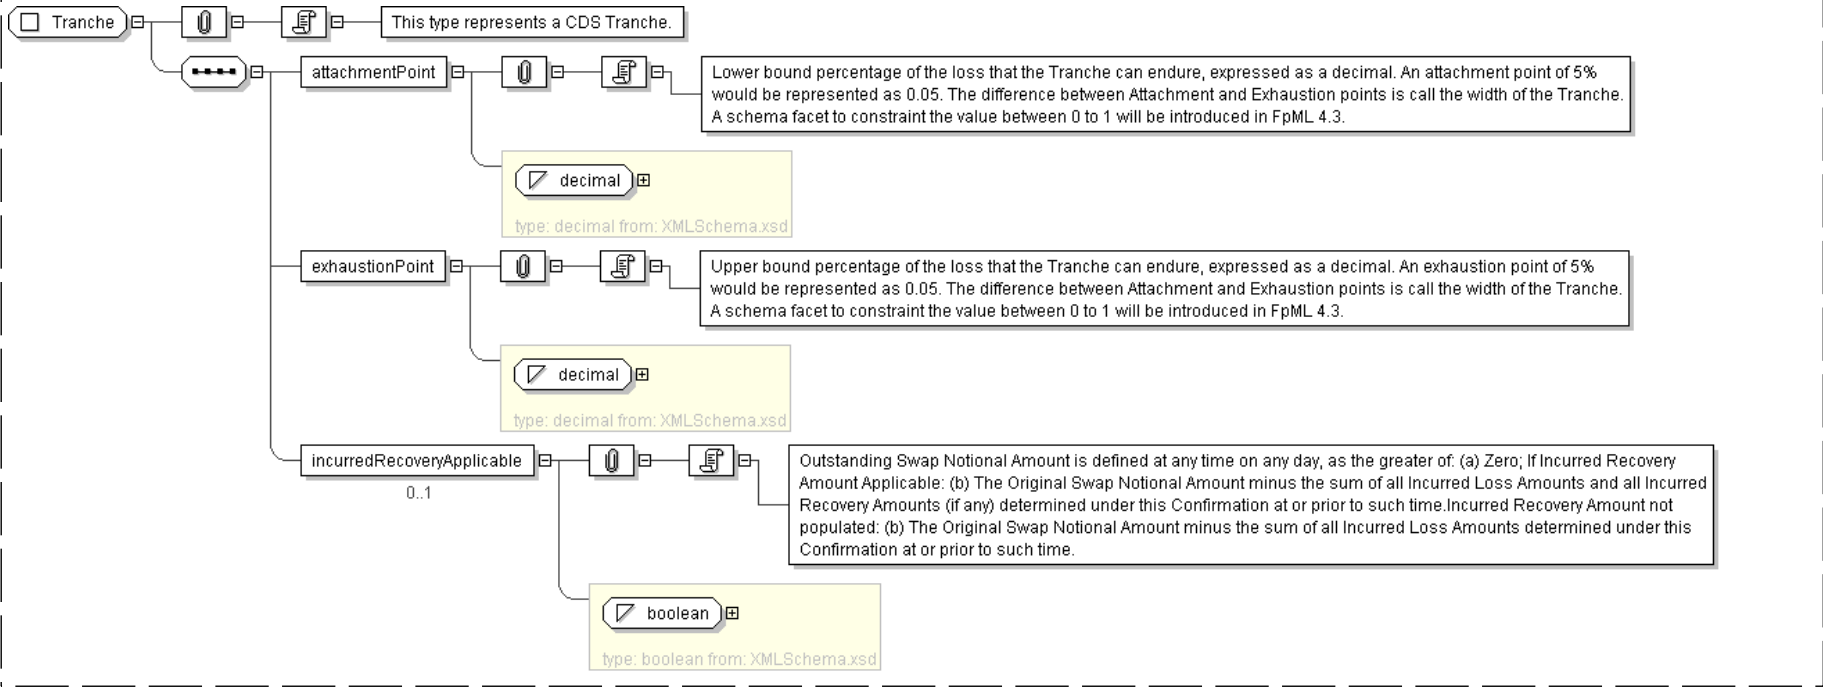 Tranche
This type represents a CDS Tranche.
attachmentPoint
Lower bound percentage of the loss that the Tranche can endure, expressed as a decimal. An attachment point of 5%
would be represented as 0.05. The difference between Attachment and Exhaustion points is call the width of the Tranche.
A schema facet to constraint the value between 0 to 1 will be introduced in FpML 4.3.
decimal
type: decimal from: XMLSchema.xsd
exhaustionPoint
Upper bound percentage of the loss that the Tranche can endure, expressed as a decimal. An exhaustion point of 5%
would be represented as 0.05. The difference between Attachment and Exhaustion points is call the width of the Tranche.
A schema facet to constraint the value between 0 to 1 will be introduced in FpML 4.3.
decimal
type: decimal from: XMLSchema.xsd
incurredRecoveryApplicable
0..1
Outstanding Swap Notional Amount is defined at any time on any day, as the greater of: (a) Zero; If Incurred Recovery
Amount Applicable: (b) The Original Swap Notional Amount minus the sum of all Incurred Loss Amounts and all Incurred
Recovery Amounts (if any) determined under this Confirmation at or prior to such time.Incurred Recovery Amount not
populated: (b) The Original Swap Notional Amount minus the sum of all Incurred Loss Amounts determined under this
Confirmation at or prior to such time.
boolean
type: boolean from: XMLSchema.xsd